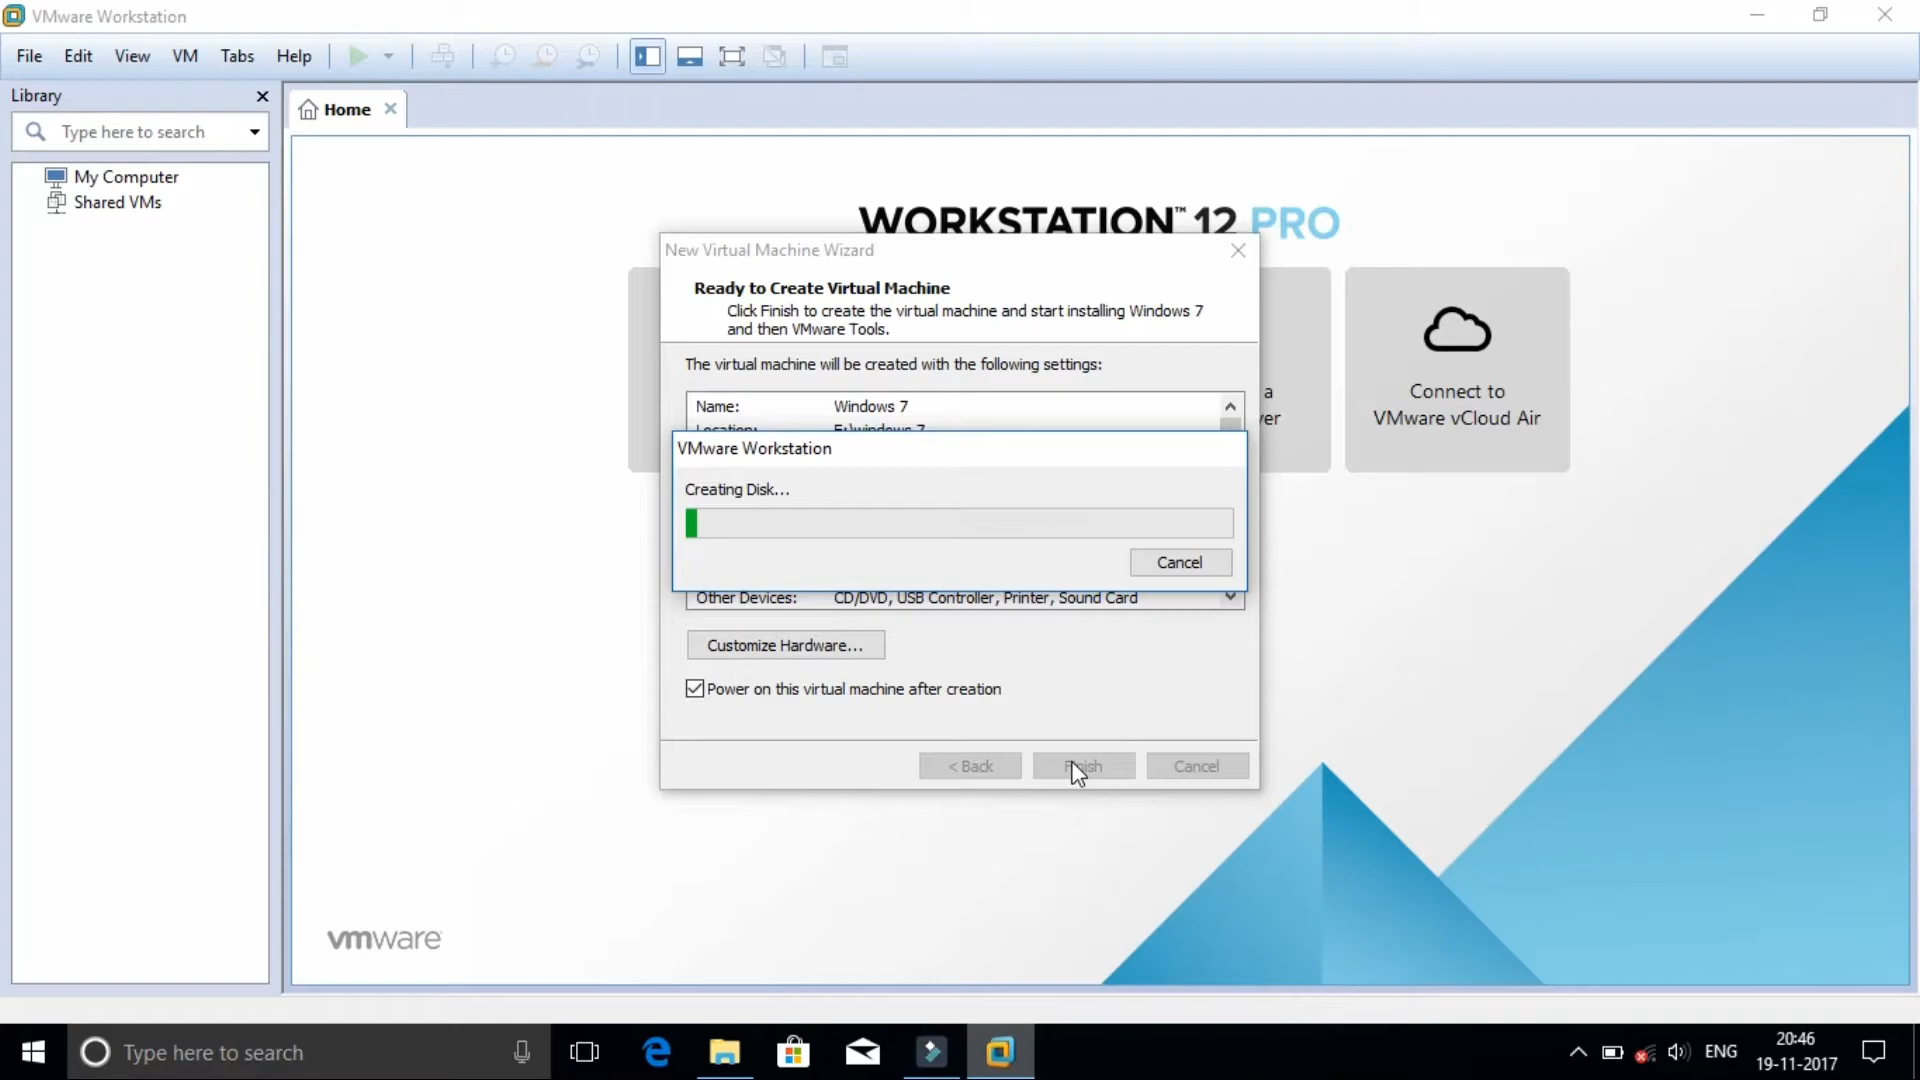 VMware Workstation
File Edit View VM Tabs Help
Library
Type here to search
My Computer
Shared VMs
Home
WORKSTATION™ 12 PRO
New Virtual Machine Wizard
Ready to Create Virtual Machine
Click Finish to create the virtual machine and start installing Windows 7
and then VMware Tools.
The virtual machine will be created with the following settings:
Name: Windows 7
Location: E:\windows 7
VMware Workstation
Creating Disk...
Cancel
Other Devices: CD/DVD, USB Controller, Printer, Sound Card
Customize Hardware...
Power on this virtual machine after creation
< Back Finish Cancel
a
Connect to
VMware vCloud Air
vmware
Type here to search
ENG
20:46
19-11-2017